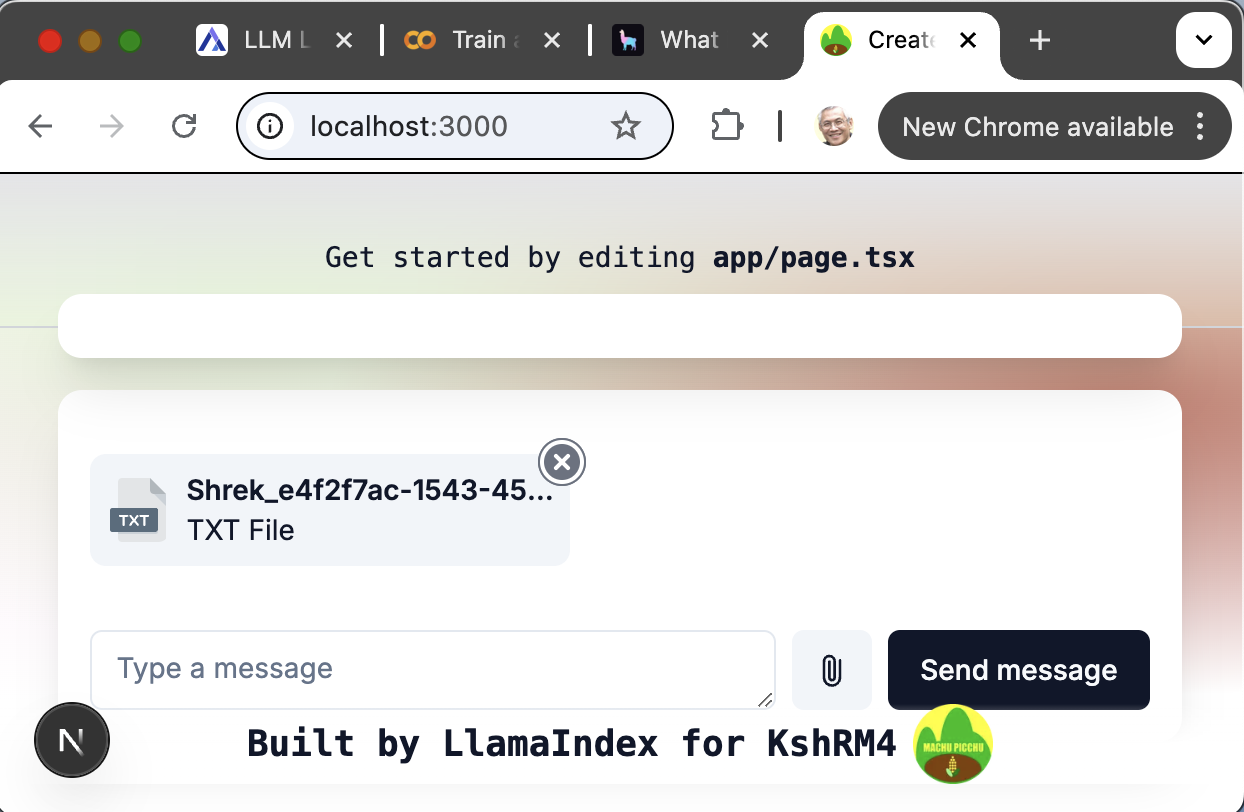 LLM L
Train a
What
Create
localhost:3000
New Chrome available
Get started by editing app/page.tsx
Shrek_e4f2f7ac-1543-45...
TXT
TXT File
Type a message
Send message
N
Built by LlamaIndex for KshRM4
MACHU PICCHU